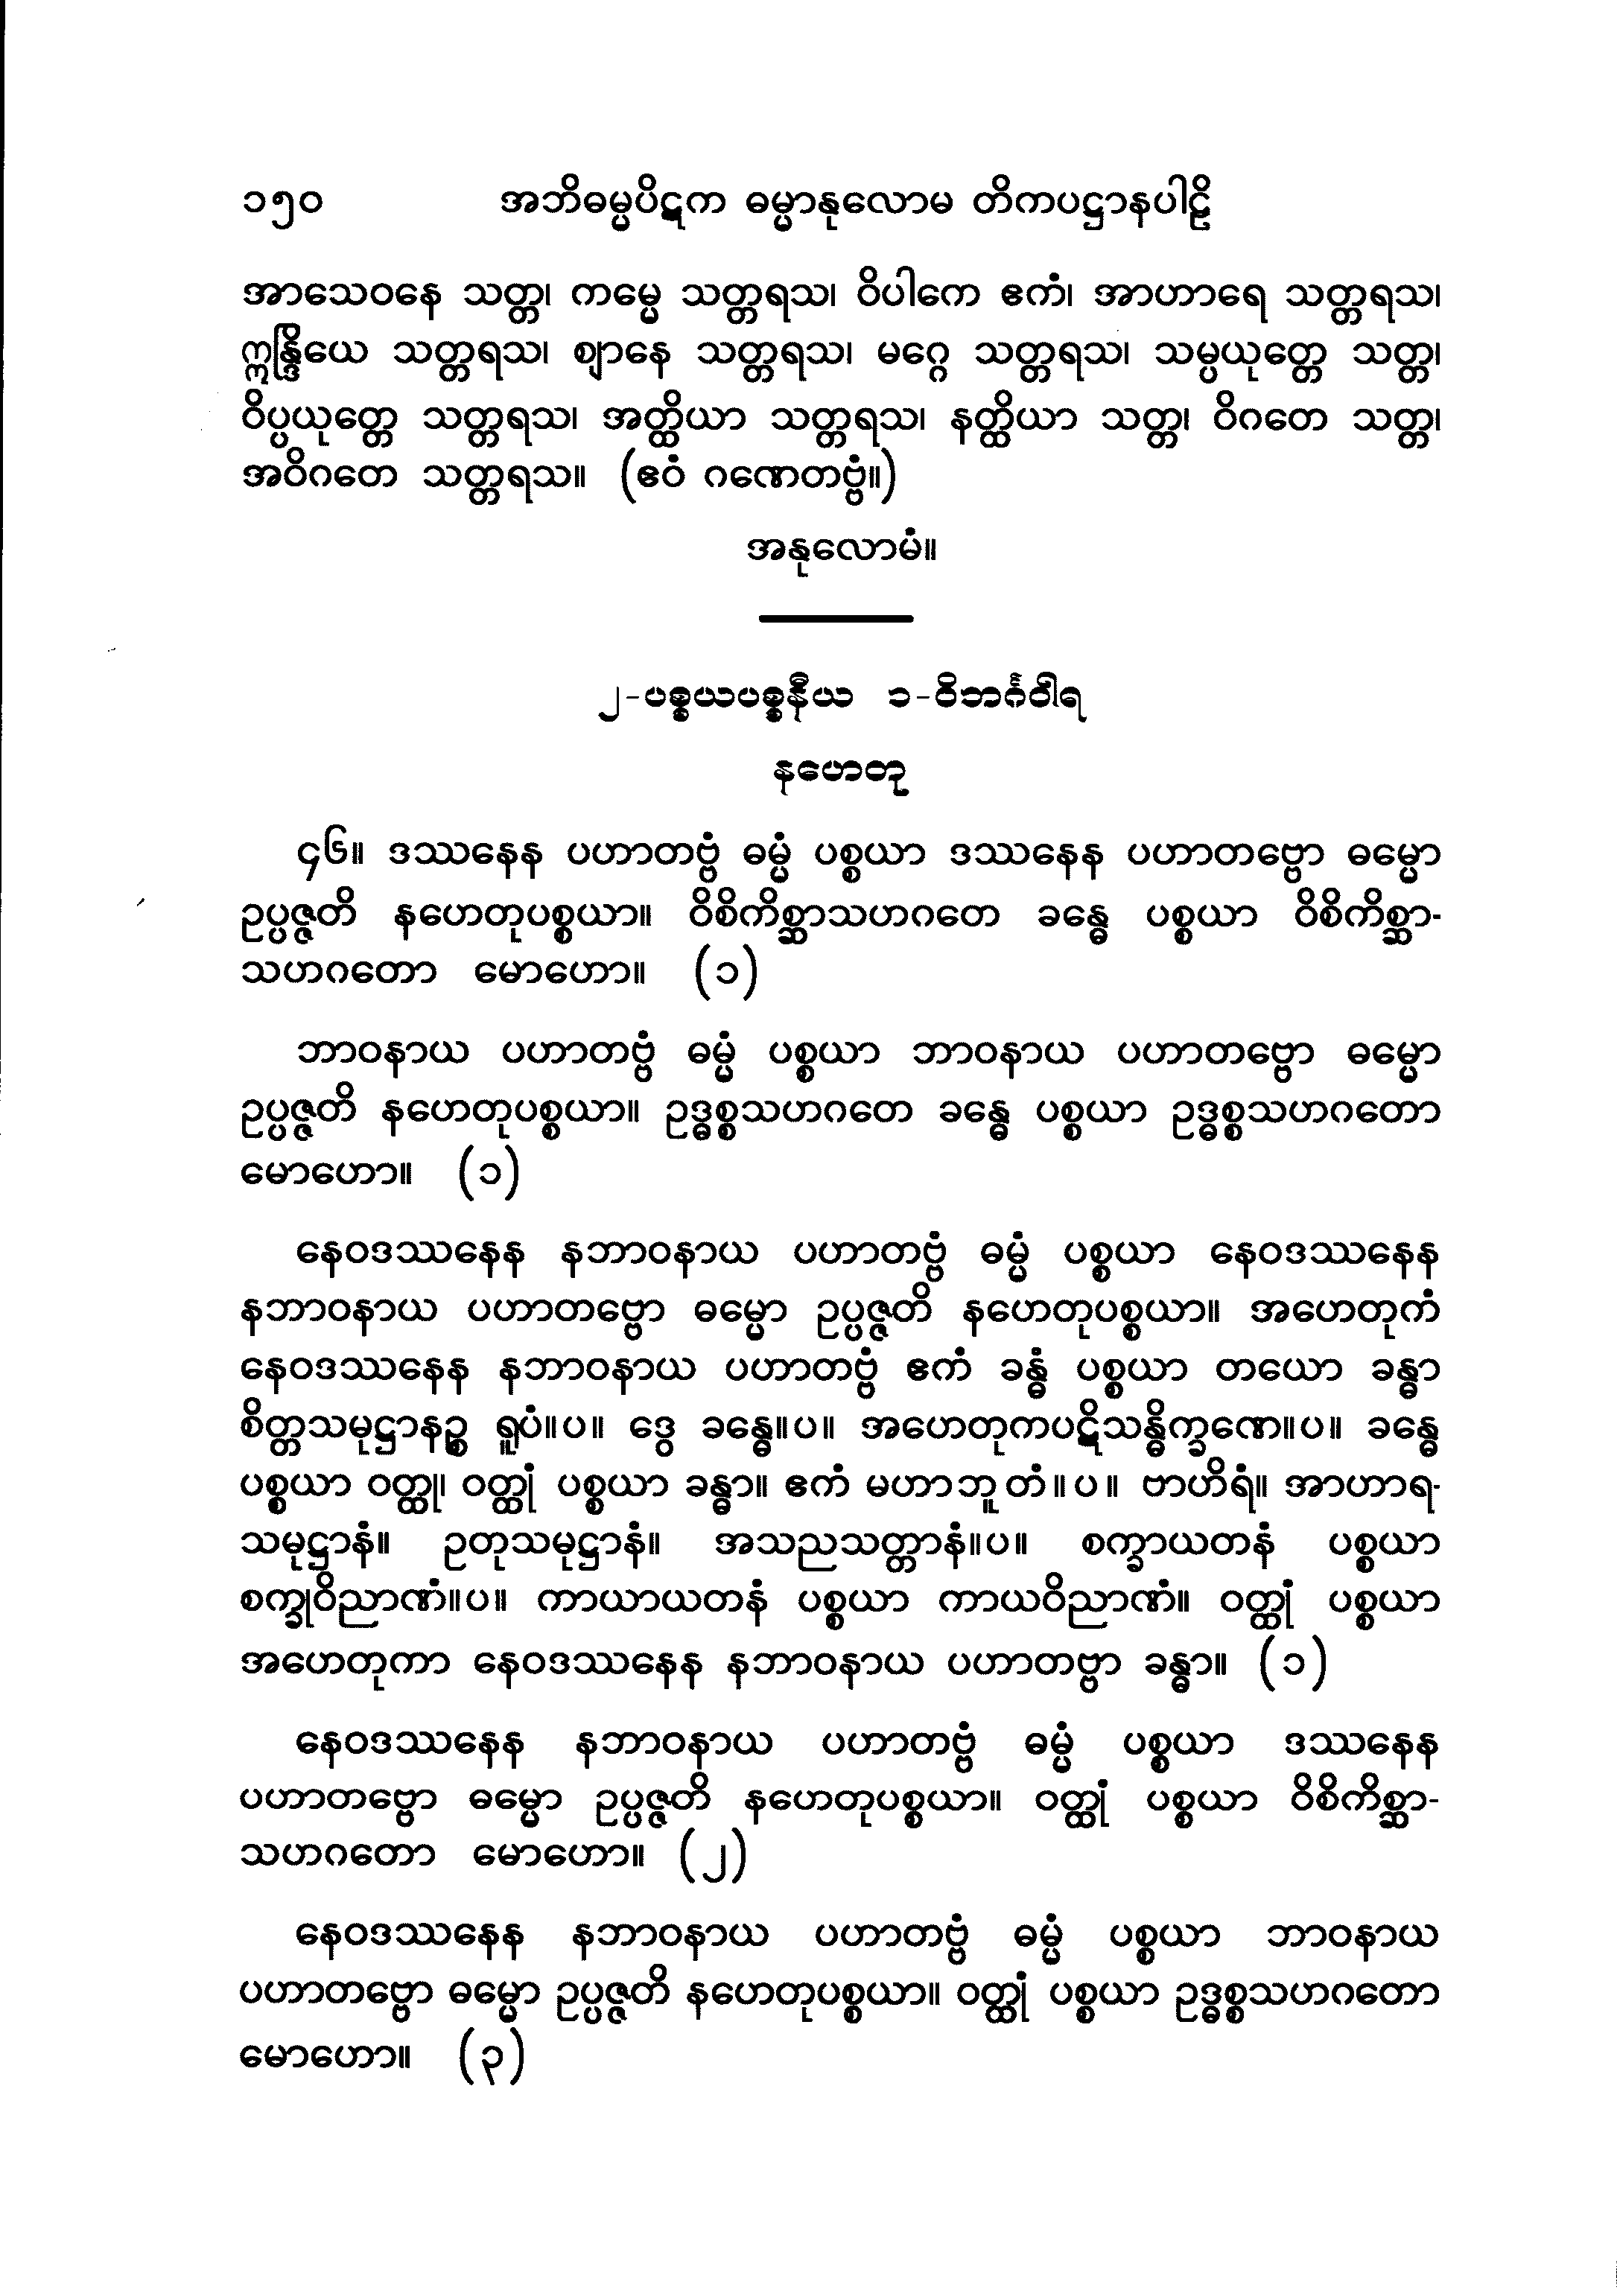 ၁၅၀ အဘိဓမ္မပိဋက ဓမ္မာနုလောမ တိကပဋ္ဌာနပါဠိ
အာသေဝနေ သတ္တ၊ ကမ္မေ သတ္တရသ၊ ဝိပါကေ ဧကံ၊ အာဟာရေ သတ္တရသ၊
ဣန္ဒြိယေ သတ္တရသ၊ ဈာနေ သတ္တရသ၊ မဂ္ဂေ သတ္တရသ၊ သမ္ပယုတ္တေ သတ္တ၊
ဝိပ္ပယုတ္တေ သတ္တရသ၊ အတ္ထိယာ သတ္တရသ၊ နတ္ထိယာ သတ္တ၊ ဝိဂတေ သတ္တ၊
အဝိဂတေ သတ္တရသ။ (ဧဝံ ဂဏေတဗ္ဗံ။)
အနုလောမံ။
၂-ပစ္စယပစ္စနီယ ၁-ဝိဘင်္ဂဝါရ
နဟေတု
၄၆။ ဒဿနေန ပဟာတဗ္ဗံ ဓမ္မံ ပစ္စယာ ဒဿနေန ပဟာတဗ္ဗော ဓမ္မော
ဥပ္ပဇ္ဇတိ နဟေတုပစ္စယာ။ ဝိစိကိစ္ဆာသဟဂတေ ခန္ဓေ ပစ္စယာ ဝိစိကိစ္ဆာ-
သဟဂတော မောဟော။ (၁)
ဘာဝနာယ ပဟာတဗ္ဗံ ဓမ္မံ ပစ္စယာ ဘာဝနာယ ပဟာတဗ္ဗော ဓမ္မော
ဥပ္ပဇ္ဇတိ နဟေတုပစ္စယာ။ ဥဒ္ဓစ္စသဟဂတေ ခန္ဓေ ပစ္စယာ ဥဒ္ဓစ္စသဟဂတော
မောဟော။ (၁)
နေဝဒဿနေန နဘာဝနာယ ပဟာတဗ္ဗံ ဓမ္မံ ပစ္စယာ နေဝဒဿနေန
နဘာဝနာယ ပဟာတဗ္ဗော ဓမ္မော ဥပ္ပဇ္ဇတိ နဟေတုပစ္စယာ။ အဟေတုကံ
နေဝဒဿနေန နဘာဝနာယ ပဟာတဗ္ဗံ ဧကံ ခန္ဓံ ပစ္စယာ တယော ခန္ဓာ
စိတ္တသမုဋ္ဌာနဉ္စ ရူပံ။ပ။ ဒွေ ခန္ဓေ။ပ။ အဟေတုကပဋိသန္ဓိက္ခဏေ။ပ။ ခန္ဓေ
ပစ္စယာ ဝတ္ထု၊ ဝတ္ထုံ ပစ္စယာ ခန္ဓာ။ ဧကံ မဟာဘူတံ။ပ။ ဗာဟိရံ။ အာဟာရ-
သမုဋ္ဌာနံ။ ဥတုသမုဋ္ဌာနံ။ အသညသတ္တာနံ။ပ။ စက္ခာယတနံ ပစ္စယာ
စက္ခုဝိညာဏံ။ပ။ ကာယာယတနံ ပစ္စယာ ကာယဝိညာဏံ။ ဝတ္ထုံ ပစ္စယာ
အဟေတုကာ နေဝဒဿနေန နဘာဝနာယ ပဟာတဗ္ဗာ ခန္ဓာ။ (၁)
နေဝဒဿနေန နဘာဝနာယ ပဟာတဗ္ဗံ ဓမ္မံ ပစ္စယာ ဒဿနေန
ပဟာတဗ္ဗော ဓမ္မော ဥပ္ပဇ္ဇတိ နဟေတုပစ္စယာ။ ဝတ္ထုံ ပစ္စယာ ဝိစိကိစ္ဆာ-
သဟဂတော မောဟော။ (၂)
နေဝဒဿနေန နဘာဝနာယ ပဟာတဗ္ဗံ ဓမ္မံ ပစ္စယာ ဘာဝနာယ
ပဟာတဗ္ဗော ဓမ္မော ဥပ္ပဇ္ဇတိ နဟေတုပစ္စယာ။ ဝတ္ထုံ ပစ္စယာ ဥဒ္ဓစ္စသဟဂတော
မောဟော။ (၃)